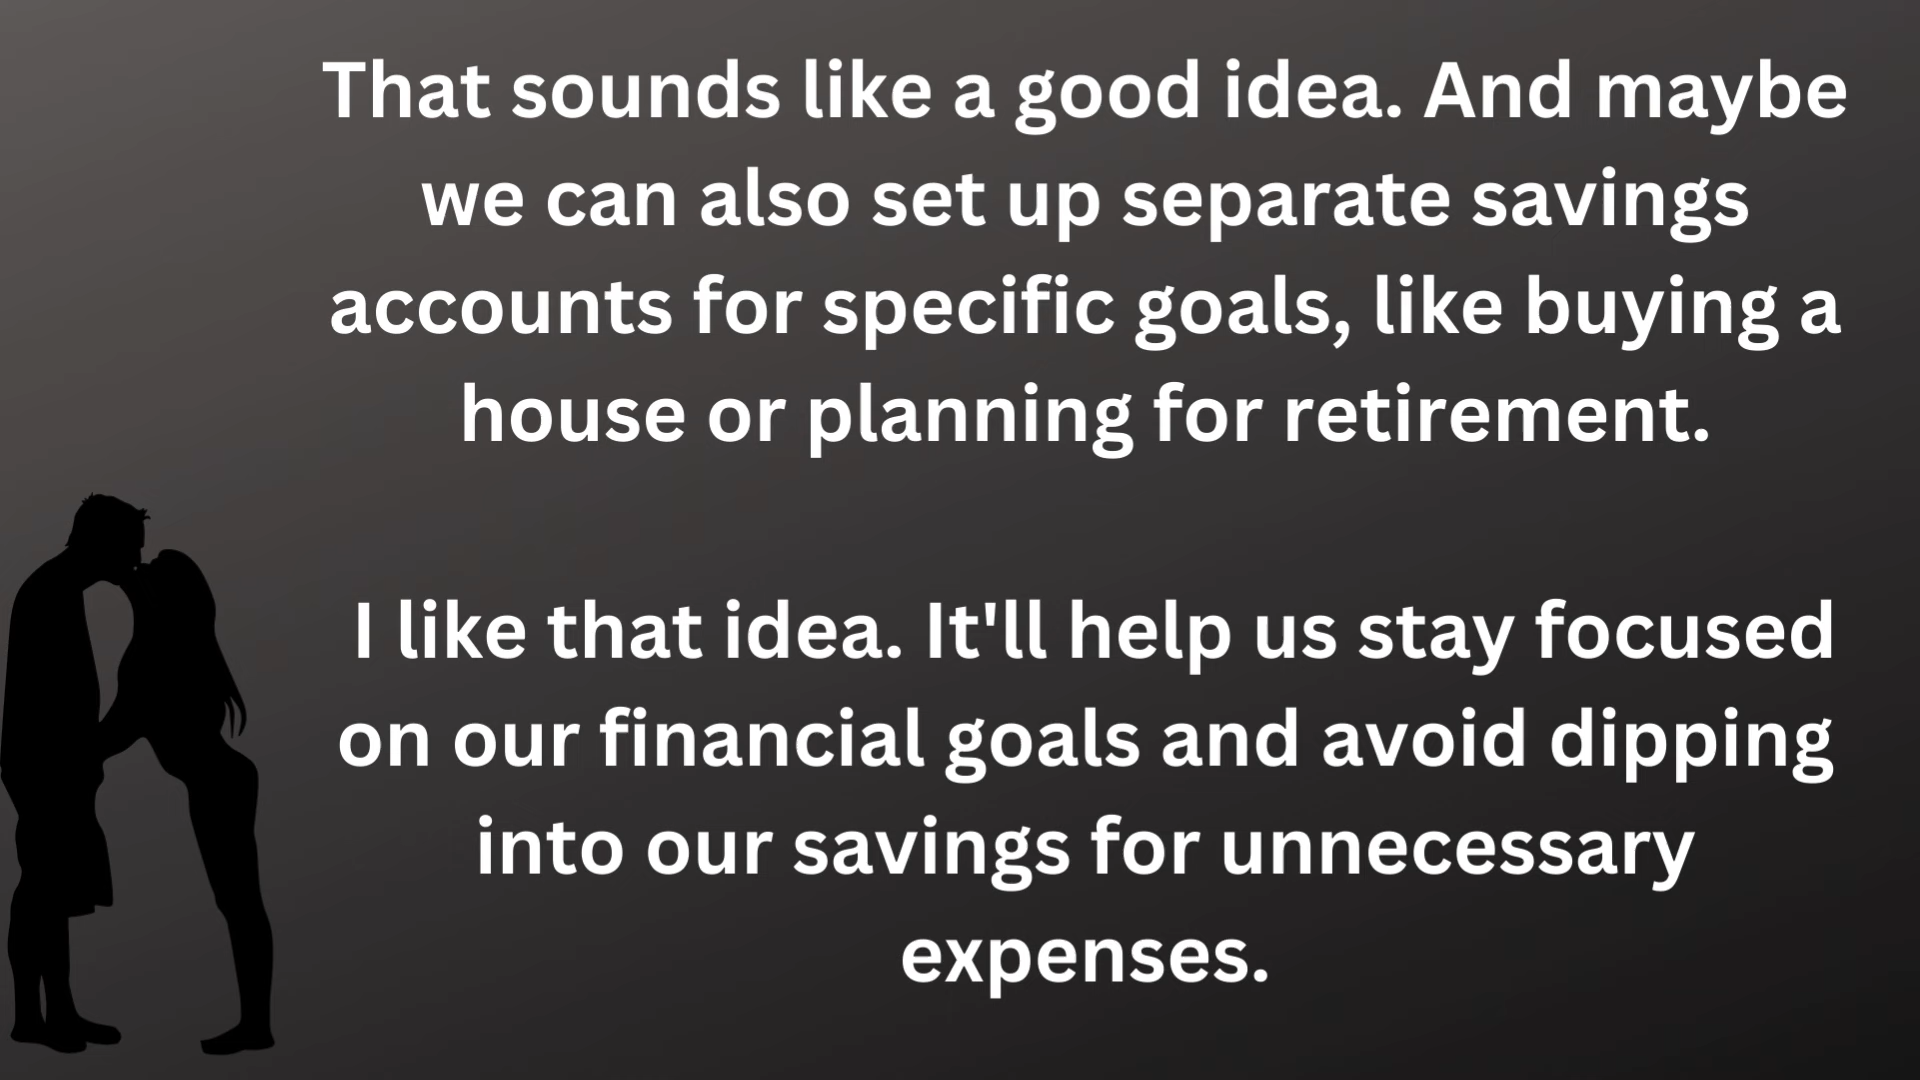 That sounds like a good idea. And maybe
we can also set up separate savings
accounts for specific goals, like buying a
house or planning for retirement.
I like that idea. It'll help us stay focused
on our financial goals and avoid dipping
into our savings for unnecessary
expenses.